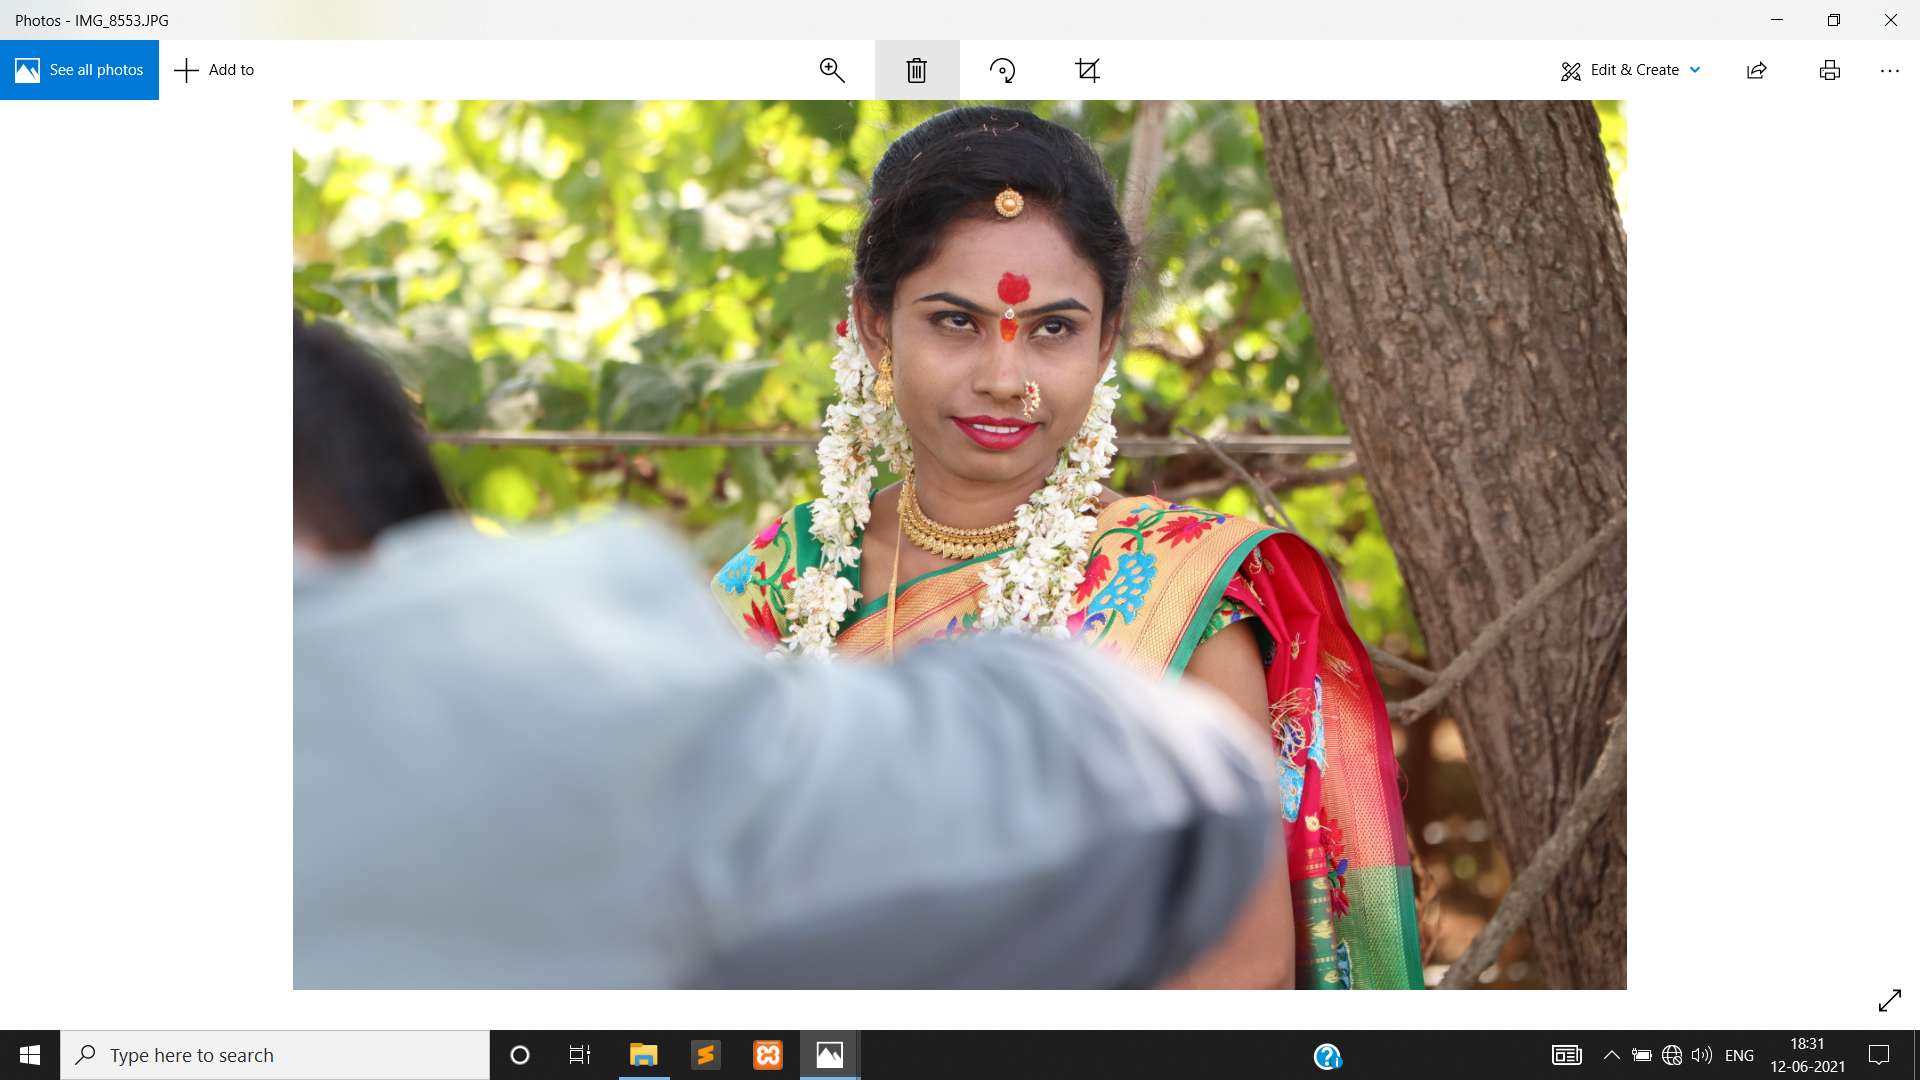 Photos - IMG_8553.JPG
See all photos
Add to
Edit & Create
Type here to search
ENG
18:31
12-06-2021